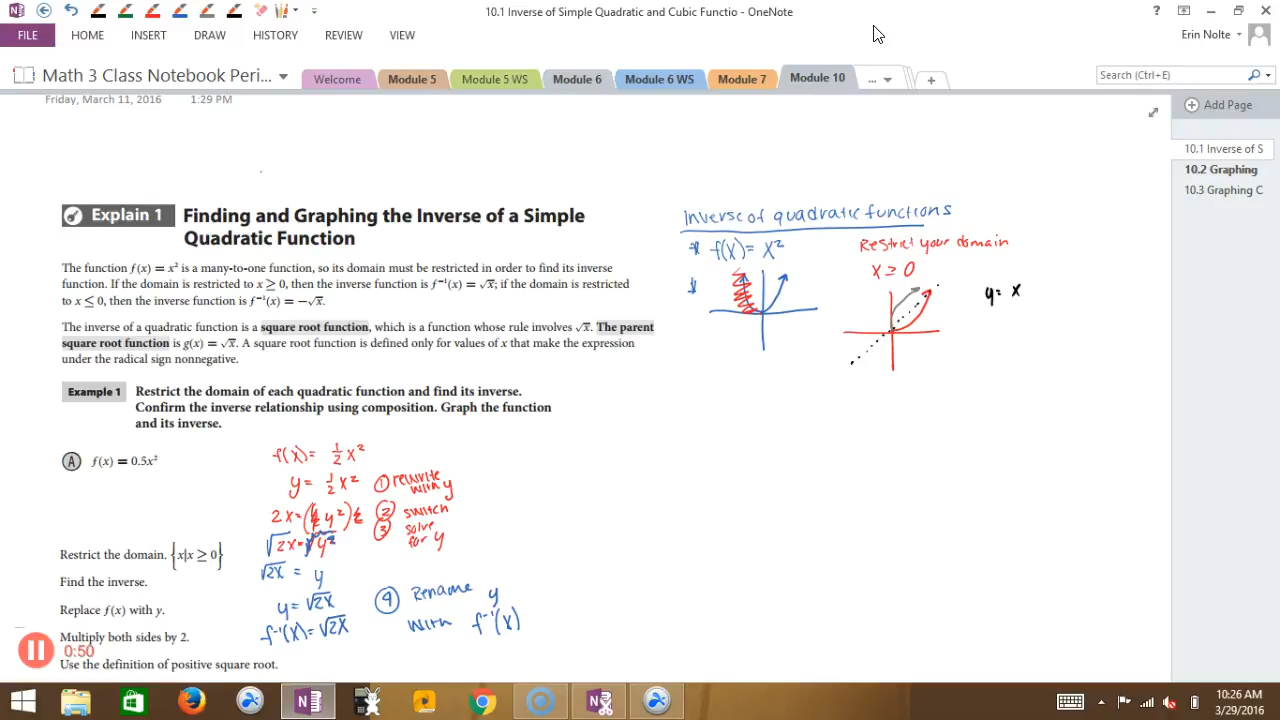 10.1 Inverse of Simple Quadratic and Cubic Functio - OneNote
FILE HOME INSERT DRAW HISTORY REVIEW VIEW
Erin Nolte
Math 3 Class Notebook Peri...
Welcome Module 5 Module 5 WS Module 6 Module 6 WS Module 7 Module 10 ...
Search (Ctrl+E)
Friday, March 11, 2016 1:29 PM
Add Page
10.1 Inverse of S
10.2 Graphing
10.3 Graphing C
Explain 1 Finding and Graphing the Inverse of a Simple
Quadratic Function
The function f(x) = x² is a many-to-one function, so its domain must be restricted in order to find its inverse
function. If the domain is restricted to x ≥ 0, then the inverse function is f⁻¹(x) = √x; if the domain is restricted
to x ≤ 0, then the inverse function is f⁻¹(x) = −√x.
The inverse of a quadratic function is a square root function, which is a function whose rule involves √x. The parent
square root function is g(x) = √x. A square root function is defined only for values of x that make the expression
under the radical sign nonnegative.
Example 1 Restrict the domain of each quadratic function and find its inverse.
Confirm the inverse relationship using composition. Graph the function
and its inverse.
A f(x) = 0.5x²
Restrict the domain. {x|x ≥ 0}
Find the inverse.
Replace f(x) with y.
Multiply both sides by 2.
Use the definition of positive square root.
f(x) = 1/2 x²
y = 1/2 x² ① rewrite with y
2x = (1/2 y²) 2 ② switch
√2x = √y² ③ solve for y
√2x = y
y = √2x ④ Rename y
f⁻¹(x) = √2x with f⁻¹(x)
Inverse of quadratic functions
* f(x) = x²
Restrict your domain
x ≥ 0
y = x
0:50
10:26 AM
3/29/2016